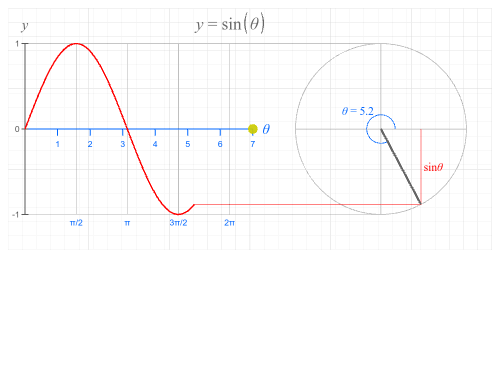 y = sin(θ)
y
1
θ = 5.2
0
θ
1 2 3 4 5 6 7
sinθ
-1
π/2 π 3π/2 2π